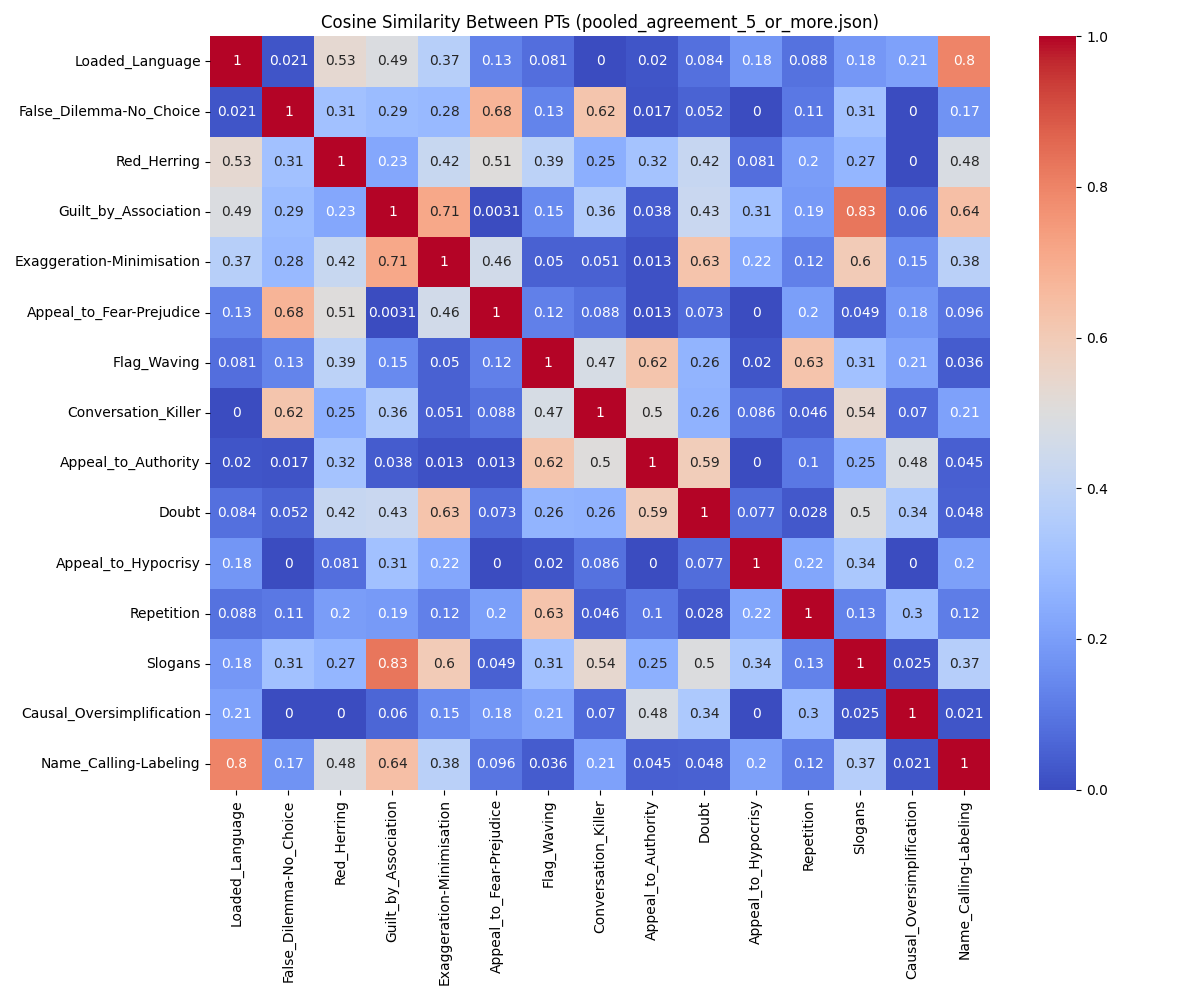 Cosine Similarity Between PTs (pooled_agreement_5_or_more.json)
Loaded_Language 1 0.021 0.53 0.49 0.37 0.13 0.081 0 0.02 0.084 0.18 0.088 0.18 0.21 0.8
False_Dilemma-No_Choice 0.021 1 0.31 0.29 0.28 0.68 0.13 0.62 0.017 0.052 0 0.11 0.31 0 0.17
Red_Herring 0.53 0.31 1 0.23 0.42 0.51 0.39 0.25 0.32 0.42 0.081 0.2 0.27 0 0.48
Guilt_by_Association 0.49 0.29 0.23 1 0.71 0.0031 0.15 0.36 0.038 0.43 0.31 0.19 0.83 0.06 0.64
Exaggeration-Minimisation 0.37 0.28 0.42 0.71 1 0.46 0.05 0.051 0.013 0.63 0.22 0.12 0.6 0.15 0.38
Appeal_to_Fear-Prejudice 0.13 0.68 0.51 0.0031 0.46 1 0.12 0.088 0.013 0.073 0 0.2 0.049 0.18 0.096
Flag_Waving 0.081 0.13 0.39 0.15 0.05 0.12 1 0.47 0.62 0.26 0.02 0.63 0.31 0.21 0.036
Conversation_Killer 0 0.62 0.25 0.36 0.051 0.088 0.47 1 0.5 0.26 0.086 0.046 0.54 0.07 0.21
Appeal_to_Authority 0.02 0.017 0.32 0.038 0.013 0.013 0.62 0.5 1 0.59 0 0.1 0.25 0.48 0.045
Doubt 0.084 0.052 0.42 0.43 0.63 0.073 0.26 0.26 0.59 1 0.077 0.028 0.5 0.34 0.048
Appeal_to_Hypocrisy 0.18 0 0.081 0.31 0.22 0 0.02 0.086 0 0.077 1 0.22 0.34 0 0.2
Repetition 0.088 0.11 0.2 0.19 0.12 0.2 0.63 0.046 0.1 0.028 0.22 1 0.13 0.3 0.12
Slogans 0.18 0.31 0.27 0.83 0.6 0.049 0.31 0.54 0.25 0.5 0.34 0.13 1 0.025 0.37
Causal_Oversimplification 0.21 0 0 0.06 0.15 0.18 0.21 0.07 0.48 0.34 0 0.3 0.025 1 0.021
Name_Calling-Labeling 0.8 0.17 0.48 0.64 0.38 0.096 0.036 0.21 0.045 0.048 0.2 0.12 0.37 0.021 1
Loaded_Language
False_Dilemma-No_Choice
Red_Herring
Guilt_by_Association
Exaggeration-Minimisation
Appeal_to_Fear-Prejudice
Flag_Waving
Conversation_Killer
Appeal_to_Authority
Doubt
Appeal_to_Hypocrisy
Repetition
Slogans
Causal_Oversimplification
Name_Calling-Labeling
1.0
0.8
0.6
0.4
0.2
0.0